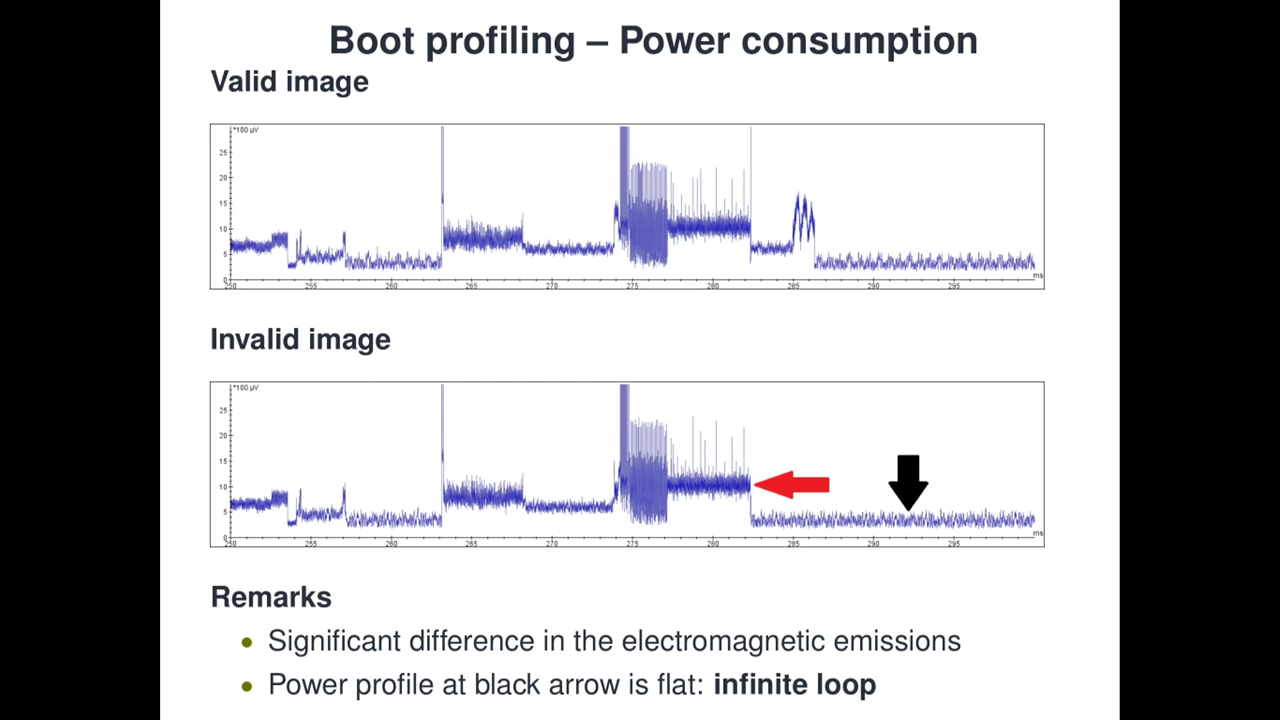 Boot profiling – Power consumption
Valid image
*100 µV
25
20
15
10
5
0
ms
250 255 260 265 270 275 280 285 290 295
Invalid image
*100 µV
25
20
15
10
5
0
ms
250 255 260 265 270 275 280 285 290 295
Remarks
Significant difference in the electromagnetic emissions
Power profile at black arrow is flat: infinite loop